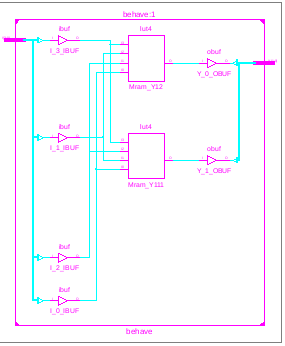 behave:1
ibuf
I_3_IBUF
lut4
Mram_Y12
obuf
Y_0_OBUF
ibuf
I_1_IBUF
lut4
Mram_Y111
obuf
Y_1_OBUF
ibuf
I_2_IBUF
ibuf
I_0_IBUF
behave